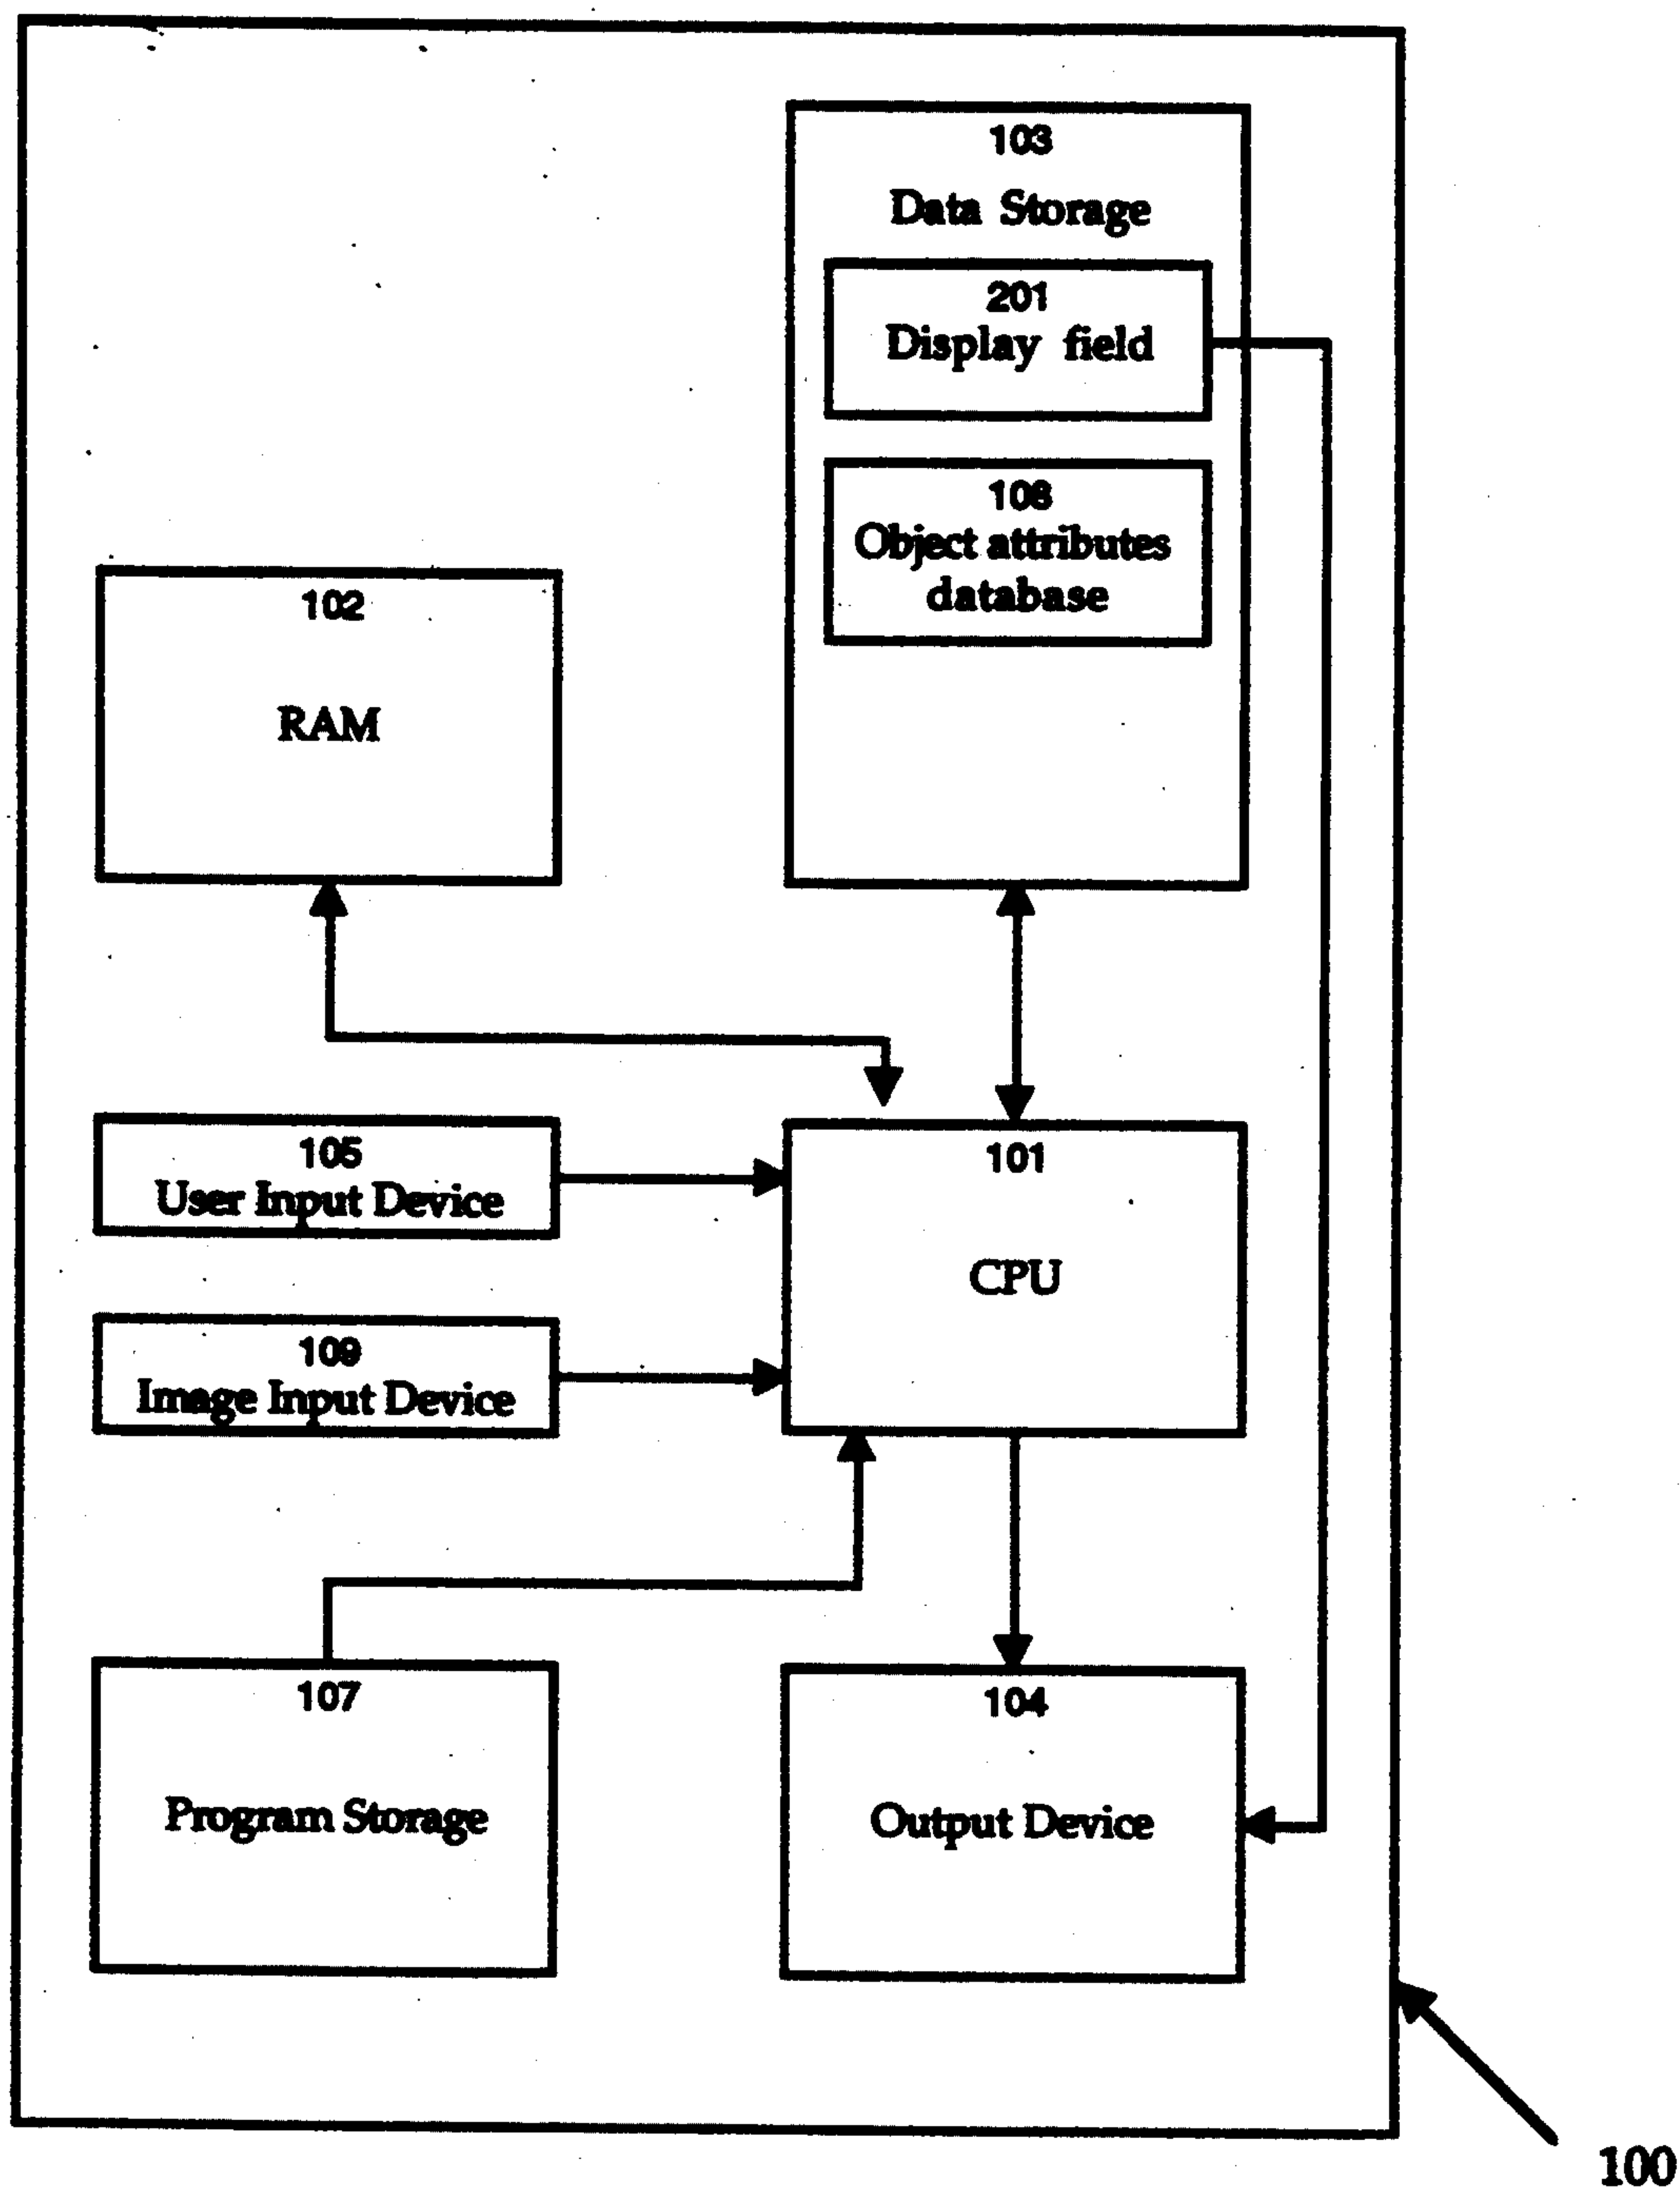 103
Data Storage
201
Display field
106
Object attributes
database
102
RAM
105
User Input Device
101
CPU
109
Image Input Device
107
Program Storage
104
Output Device
100